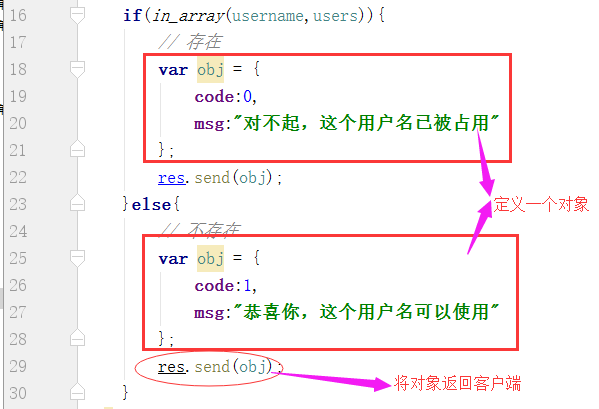 16 if(in_array(username,users)){
17 // 存在
18 var obj = {
19 code:0,
20 msg:"对不起，这个用户名已被占用"
21 };
22 res.send(obj);
23 }else{
定义一个对象
24 // 不存在
25 var obj = {
26 code:1,
27 msg:"恭喜你，这个用户名可以使用"
28 };
29 res.send(obj);
将对象返回客户端
30 }